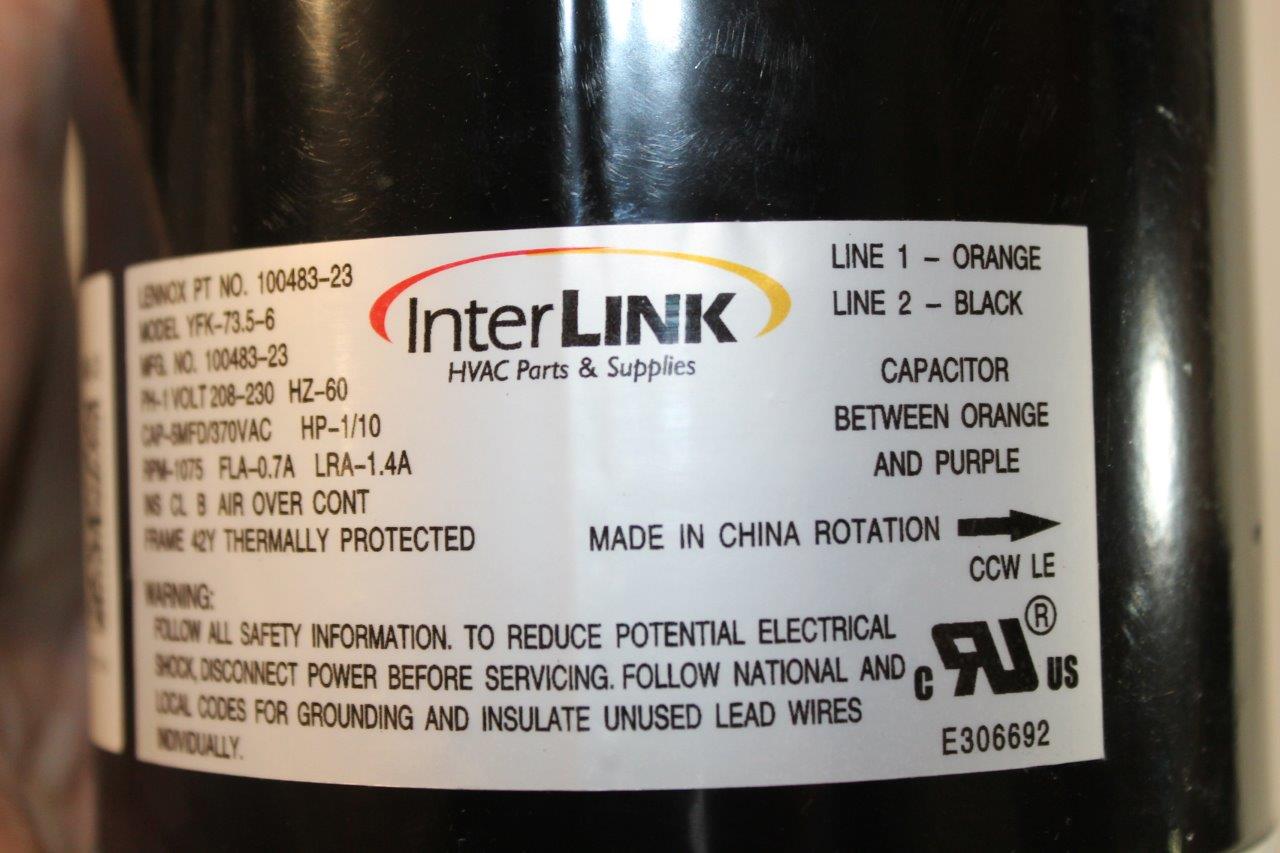 LENNOX PT NO. 100483-23
MODEL YFK-73.5-6
MFG. NO. 100483-23
PH-1 VOLT 208-230 HZ-60
CAP-5MFD/370VAC HP-1/10
RPM-1075 FLA-0.7A LRA-1.4A
INS CL B AIR OVER CONT
FRAME 42Y THERMALLY PROTECTED
InterLINK
HVAC Parts & Supplies
LINE 1 - ORANGE
LINE 2 - BLACK
CAPACITOR
BETWEEN ORANGE
AND PURPLE
MADE IN CHINA ROTATION
CCW LE
WARNING:
FOLLOW ALL SAFETY INFORMATION. TO REDUCE POTENTIAL ELECTRICAL
SHOCK, DISCONNECT POWER BEFORE SERVICING. FOLLOW NATIONAL AND
LOCAL CODES FOR GROUNDING AND INSULATE UNUSED LEAD WIRES
INDIVIDUALLY.
c RU ® US
E306692